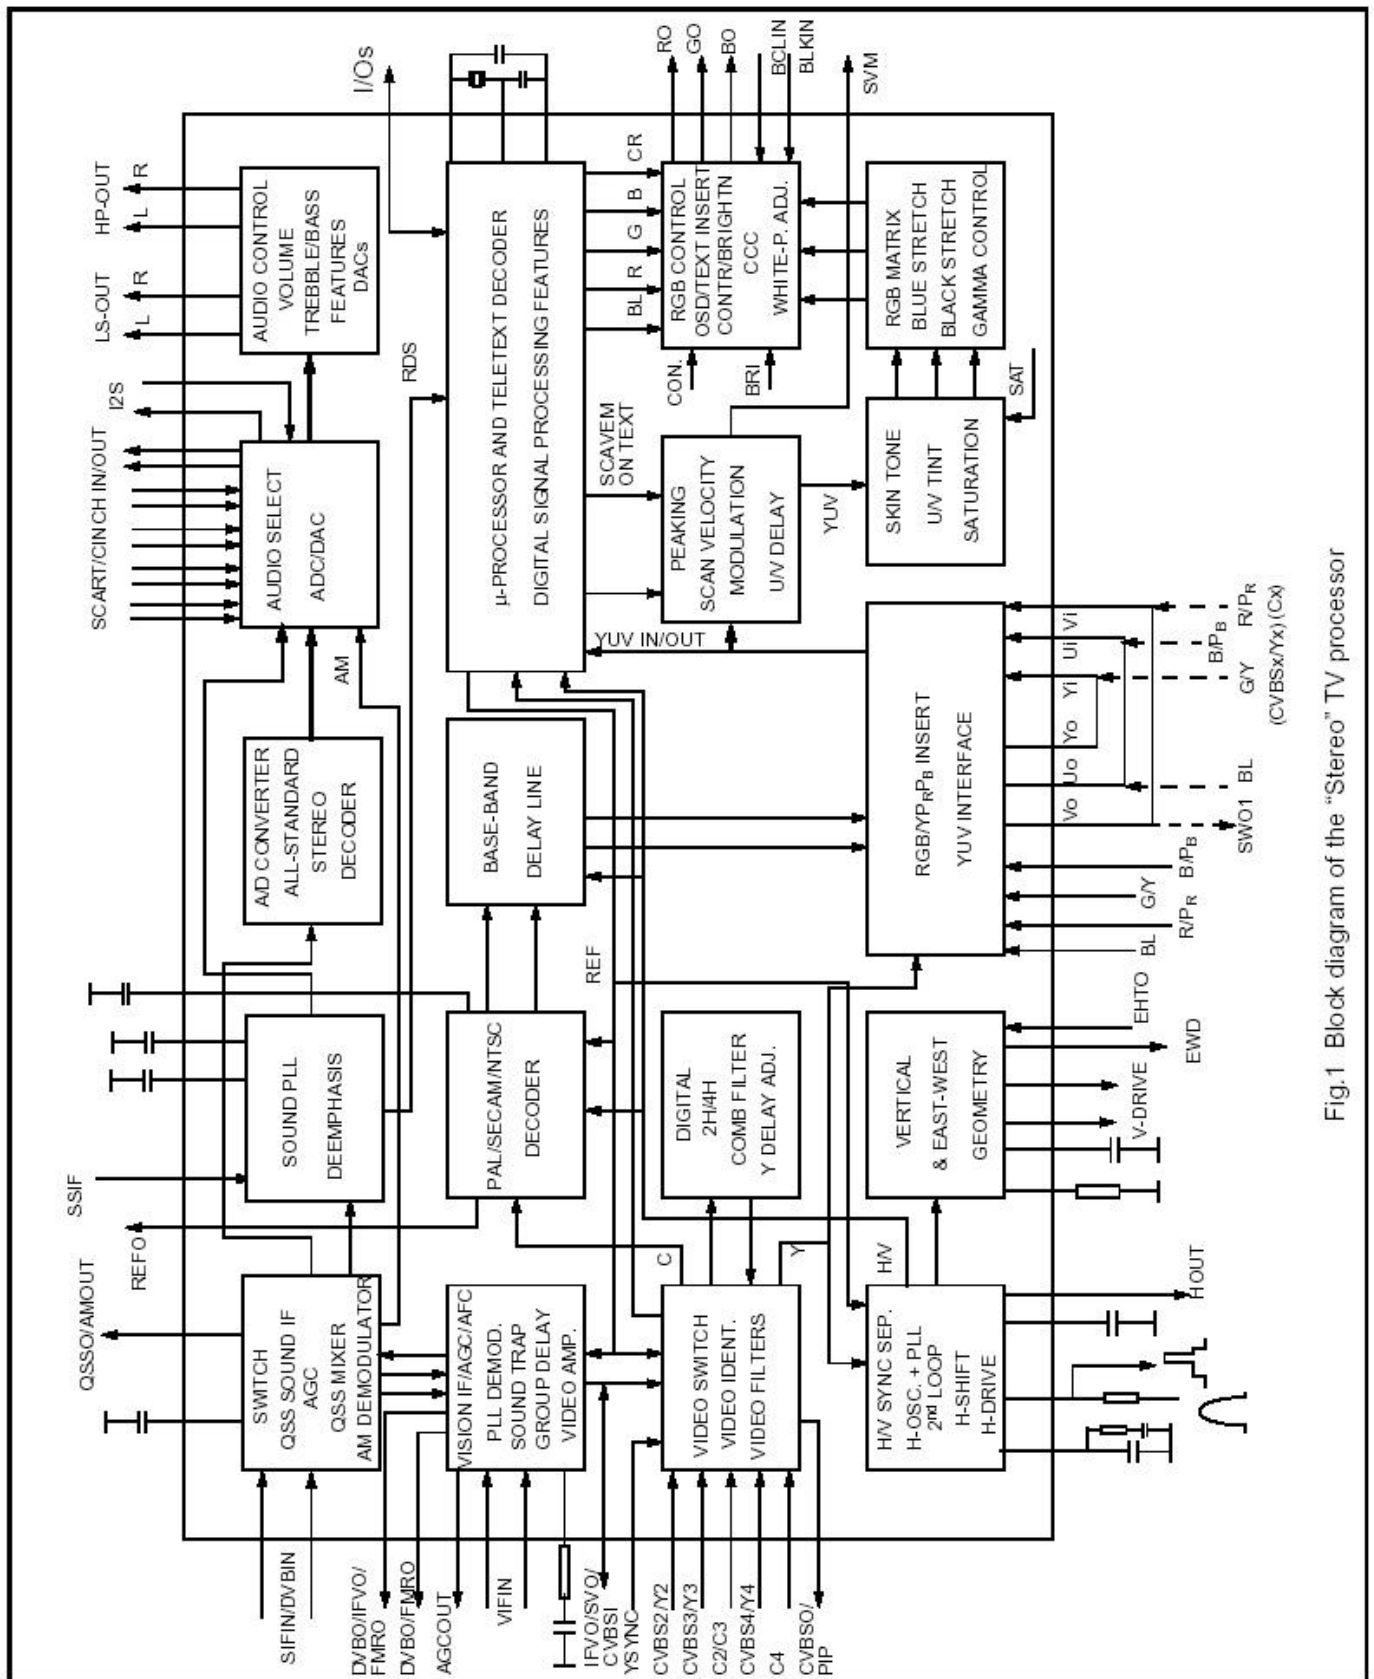 I/Os
RO
GO
BO
BCLIN
BLKIN
SVM
HP-OUT
L R
LS-OUT
L R
I2S
SCART/CINCH IN/OUT
AUDIO CONTROL
VOLUME
TREBBLE/BASS
FEATURES
DACs
AUDIO SELECT
ADC/DAC
AM
A/D CONVERTER
ALL-STANDARD
STEREO
DECODER
SOUND PLL
DEEMPHASIS
SSIF
REFO
QSSO/AMOUT
SWITCH
QSS SOUND IF
AGC
QSS MIXER
AM DEMODULATOR
SIFIN/DVBIN
RDS
µ-PROCESSOR AND TELETEXT DECODER
DIGITAL SIGNAL PROCESSING FEATURES
BASE-BAND
DELAY LINE
PAL/SECAM/NTSC
DECODER
VISION IF/AGC/AFC
PLL DEMOD.
SOUND TRAP
GROUP DELAY
VIDEO AMP.
DVBO/IFVO/
FMRO
DVBO/FMRO
AGCOUT
VIFIN
IFVO/SVO/
CVBSI
YSYNC
CVBS2/Y2
CVBS3/Y3
C2/C3
CVBS4/Y4
C4
CVBSO/
PIP
BL R G B CR
RGB CONTROL
OSD/TEXT INSERT
CONTR/BRIGHTN
CCC
WHITE-P. ADJ.
CON.
BRI
SCAVEM
ON TEXT
PEAKING
SCAN VELOCITY
MODULATION
U/V DELAY
YUV IN/OUT
YUV
REF
DIGITAL
2H/4H
COMB FILTER
Y DELAY ADJ.
C
Y
H/V
VIDEO SWITCH
VIDEO IDENT.
VIDEO FILTERS
RGB MATRIX
BLUE STRETCH
BLACK STRETCH
GAMMA CONTROL
SAT
SKIN TONE
U/V TINT
SATURATION
RGB/YPRPB INSERT
YUV INTERFACE
Vo Uo Yo Yi Ui Vi
BL
R/PR
G/Y
B/PB
SWO1
BL
G/Y
B/PB
R/PR
(CVBSx/Yx) (Cx)
VERTICAL
& EAST-WEST
GEOMETRY
EHTO
EWD
V-DRIVE
H/V SYNC SEP.
H-OSC. + PLL
2nd LOOP
H-SHIFT
H-DRIVE
HOUT
Fig.1 Block diagram of the “Stereo” TV processor